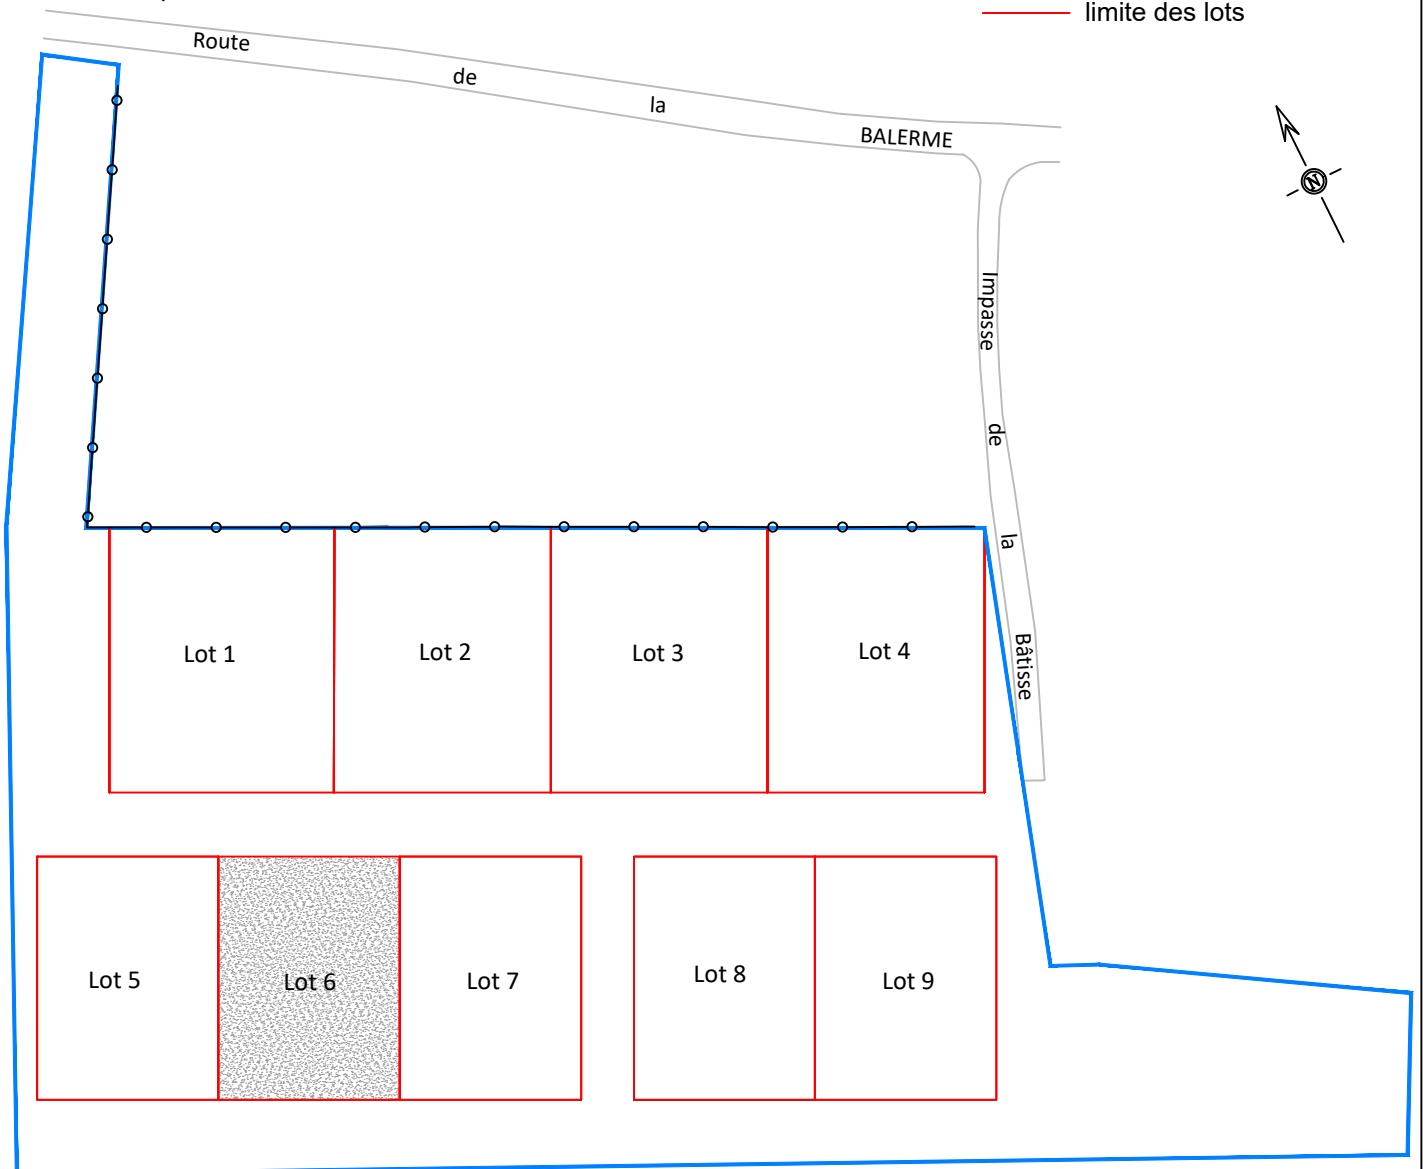 limite des lots
Route de la BALERME
N
Impasse de la Bâtisse
Lot 1
Lot 2
Lot 3
Lot 4
Lot 5
Lot 6
Lot 7
Lot 8
Lot 9